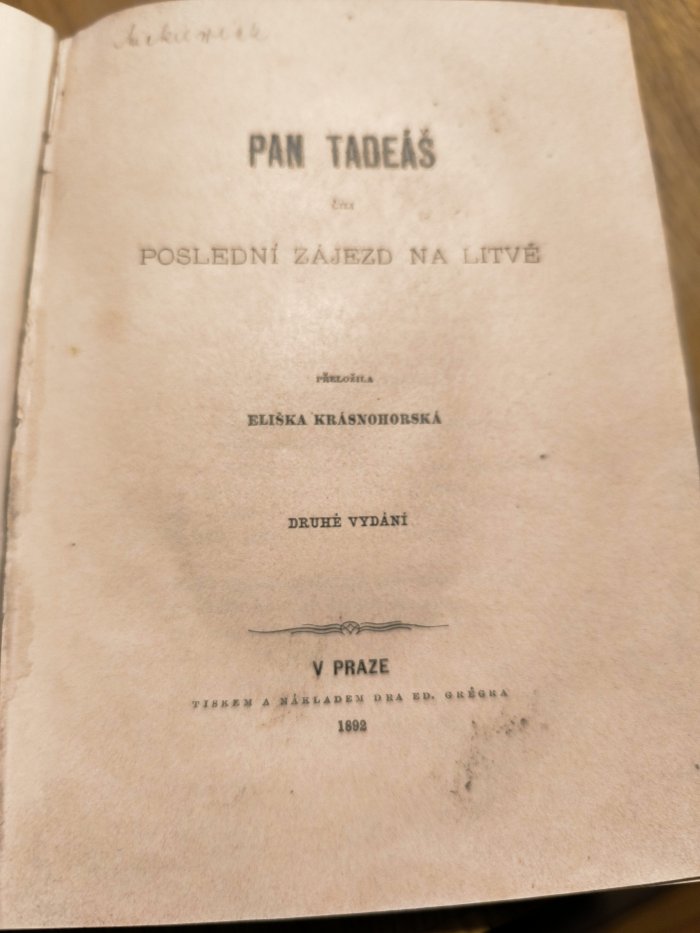 Mickiewicz
PAN TADEÁŠ
čili
POSLEDNÍ ZÁJEZD NA LITVĚ
PŘELOŽILA
ELIŠKA KRÁSNOHORSKÁ
DRUHÉ VYDÁNÍ
V PRAZE
TISKEM A NÁKLADEM DRA ED. GRÉGRA
1892